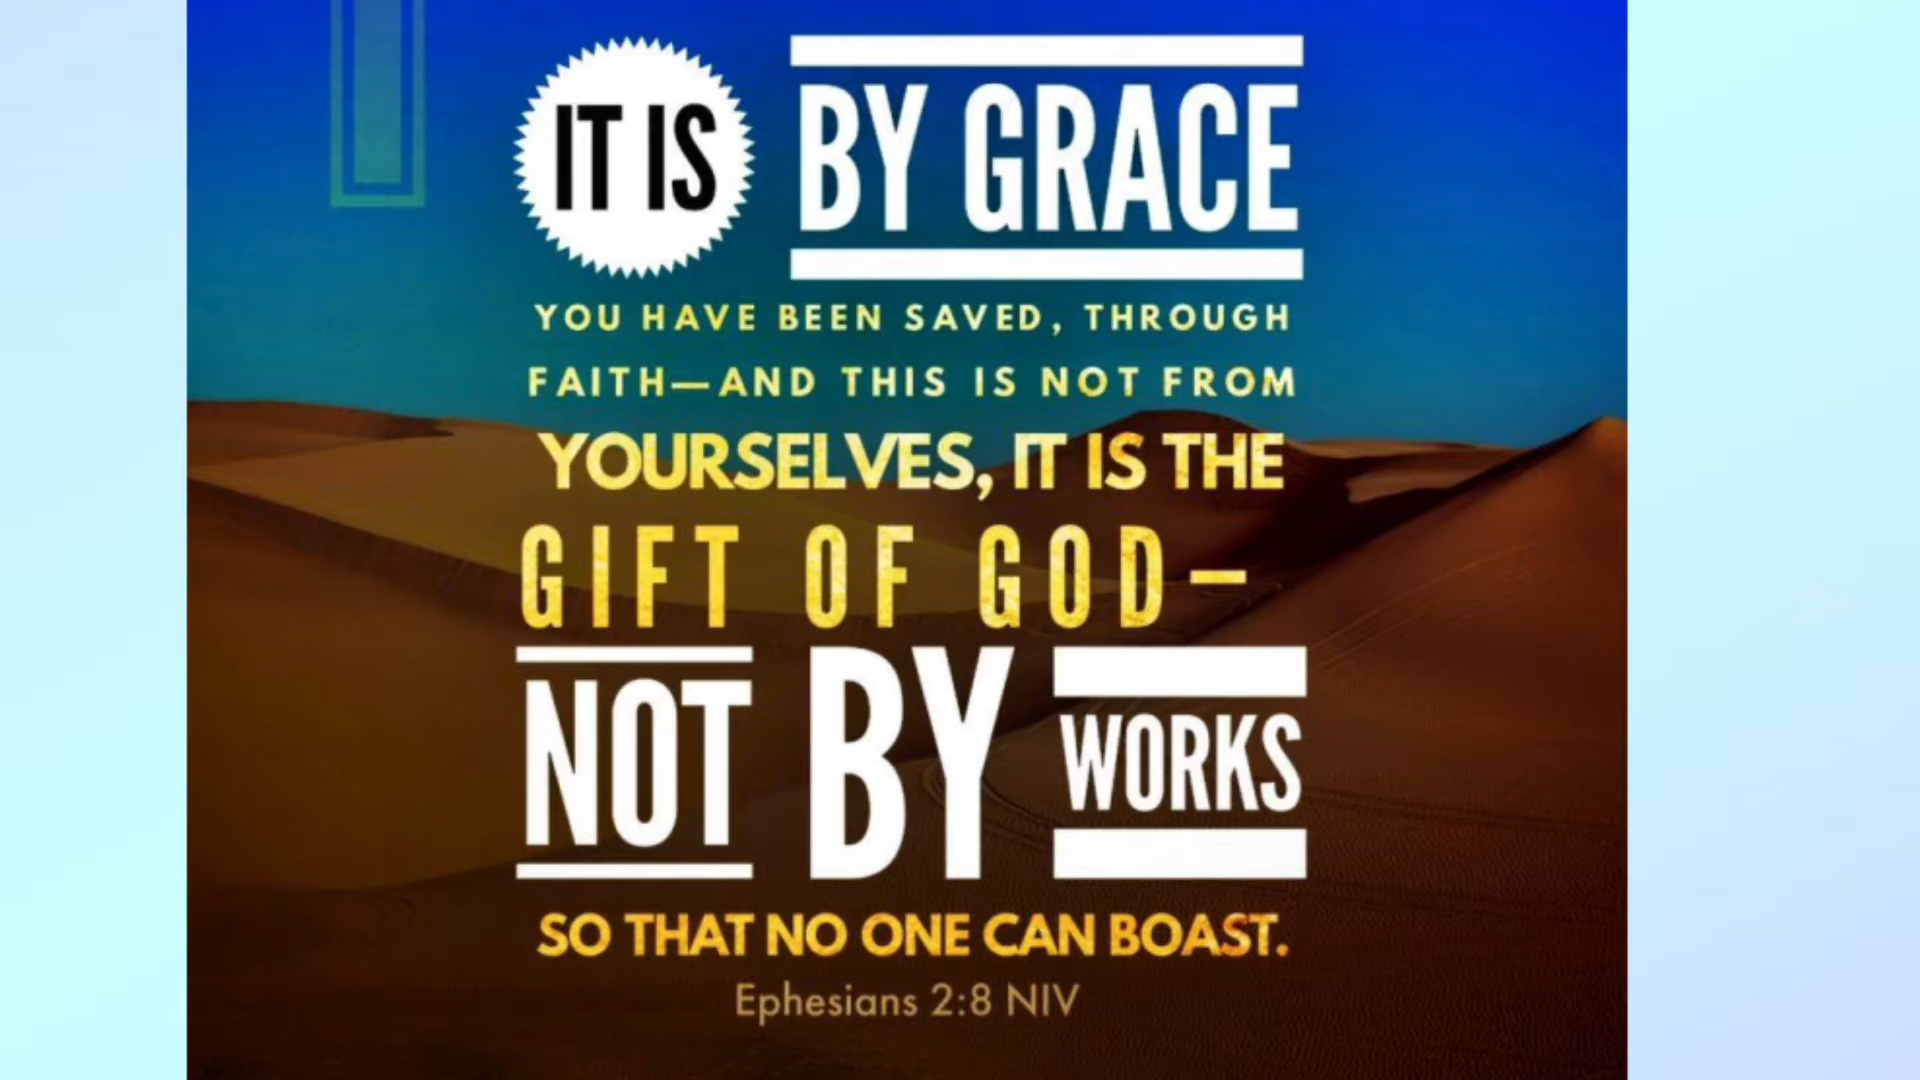 IT IS BY GRACE
YOU HAVE BEEN SAVED, THROUGH
FAITH—AND THIS IS NOT FROM
YOURSELVES, IT IS THE
GIFT OF GOD–
NOT BY WORKS
SO THAT NO ONE CAN BOAST.
Ephesians 2:8 NIV